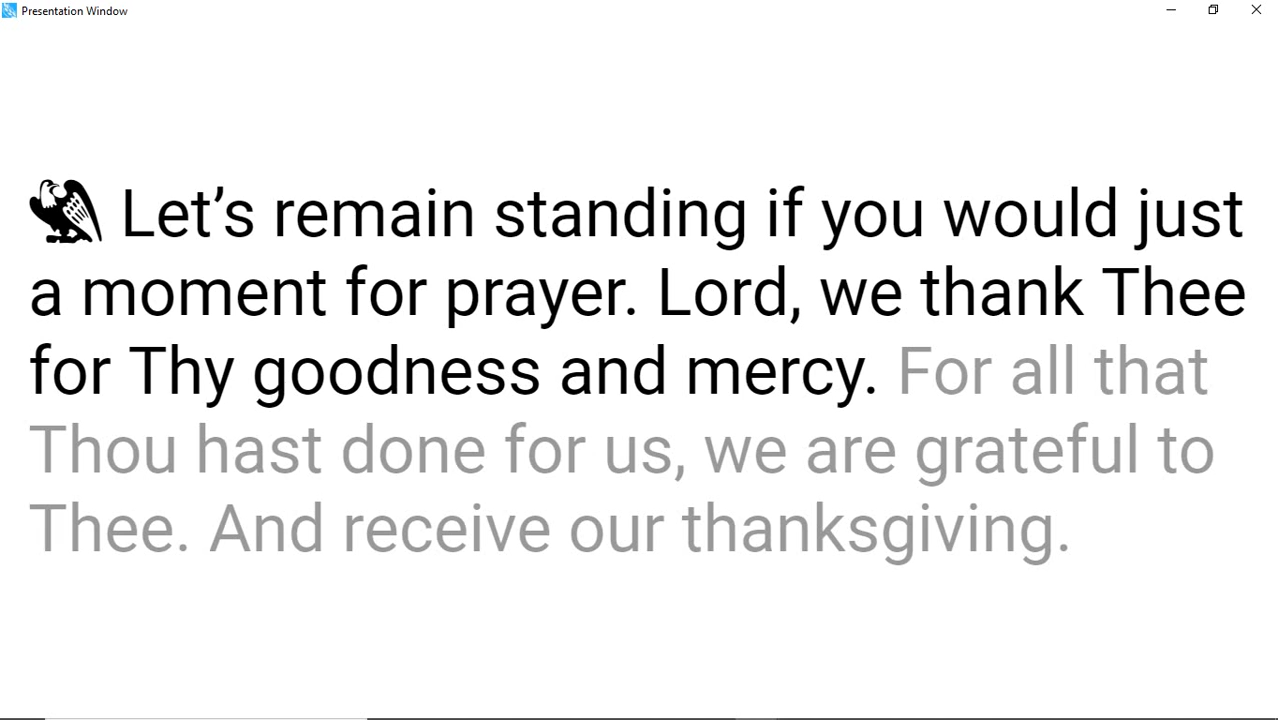 Presentation Window
Let’s remain standing if you would just
a moment for prayer. Lord, we thank Thee
for Thy goodness and mercy. For all that
Thou hast done for us, we are grateful to
Thee. And receive our thanksgiving.